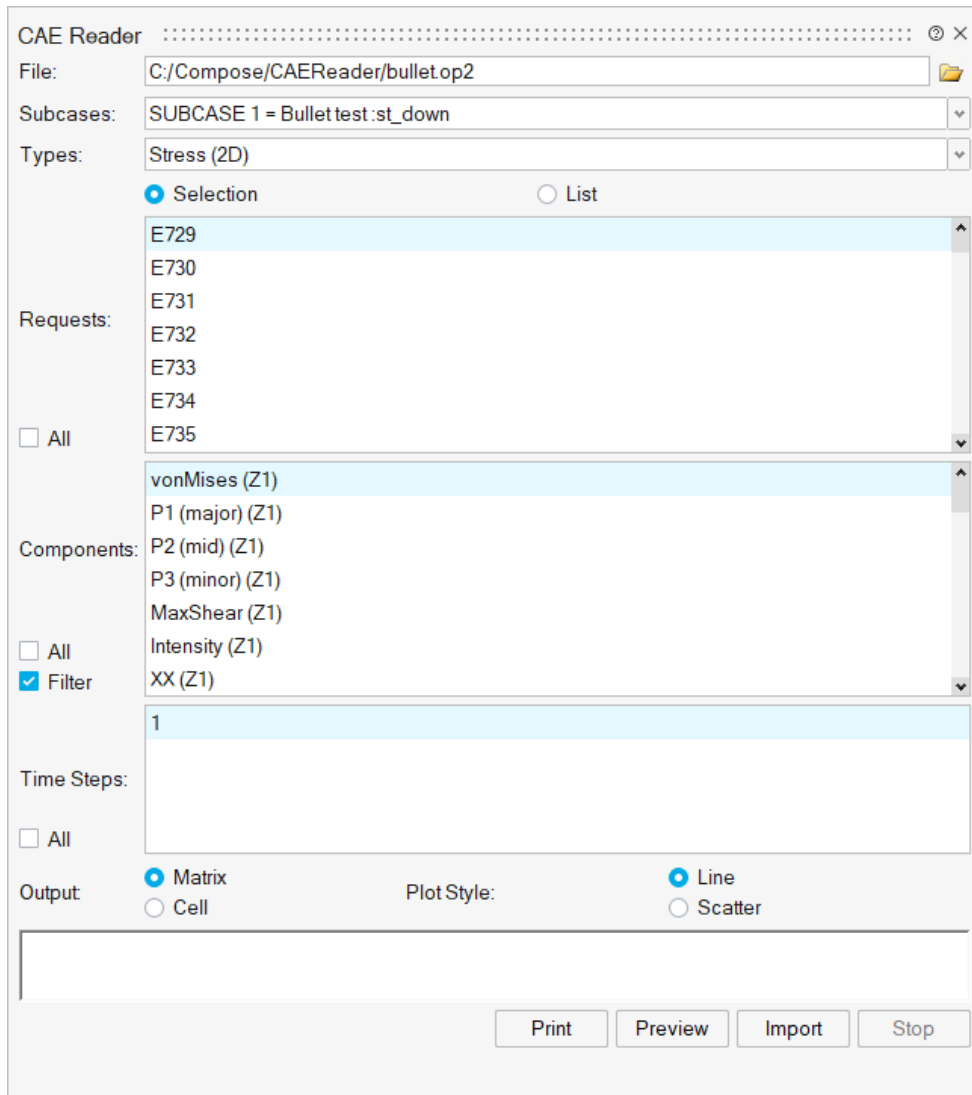 CAE Reader
File: C:/Compose/CAEReader/bullet.op2
Subcases: SUBCASE 1 = Bullet test :st_down
Types: Stress (2D)
Selection List
Requests:
E729
E730
E731
E732
E733
E734
E735
All
Components:
vonMises (Z1)
P1 (major) (Z1)
P2 (mid) (Z1)
P3 (minor) (Z1)
MaxShear (Z1)
Intensity (Z1)
XX (Z1)
All
Filter
Time Steps:
1
All
Output: Matrix Plot Style: Line
Cell Scatter
Print Preview Import Stop